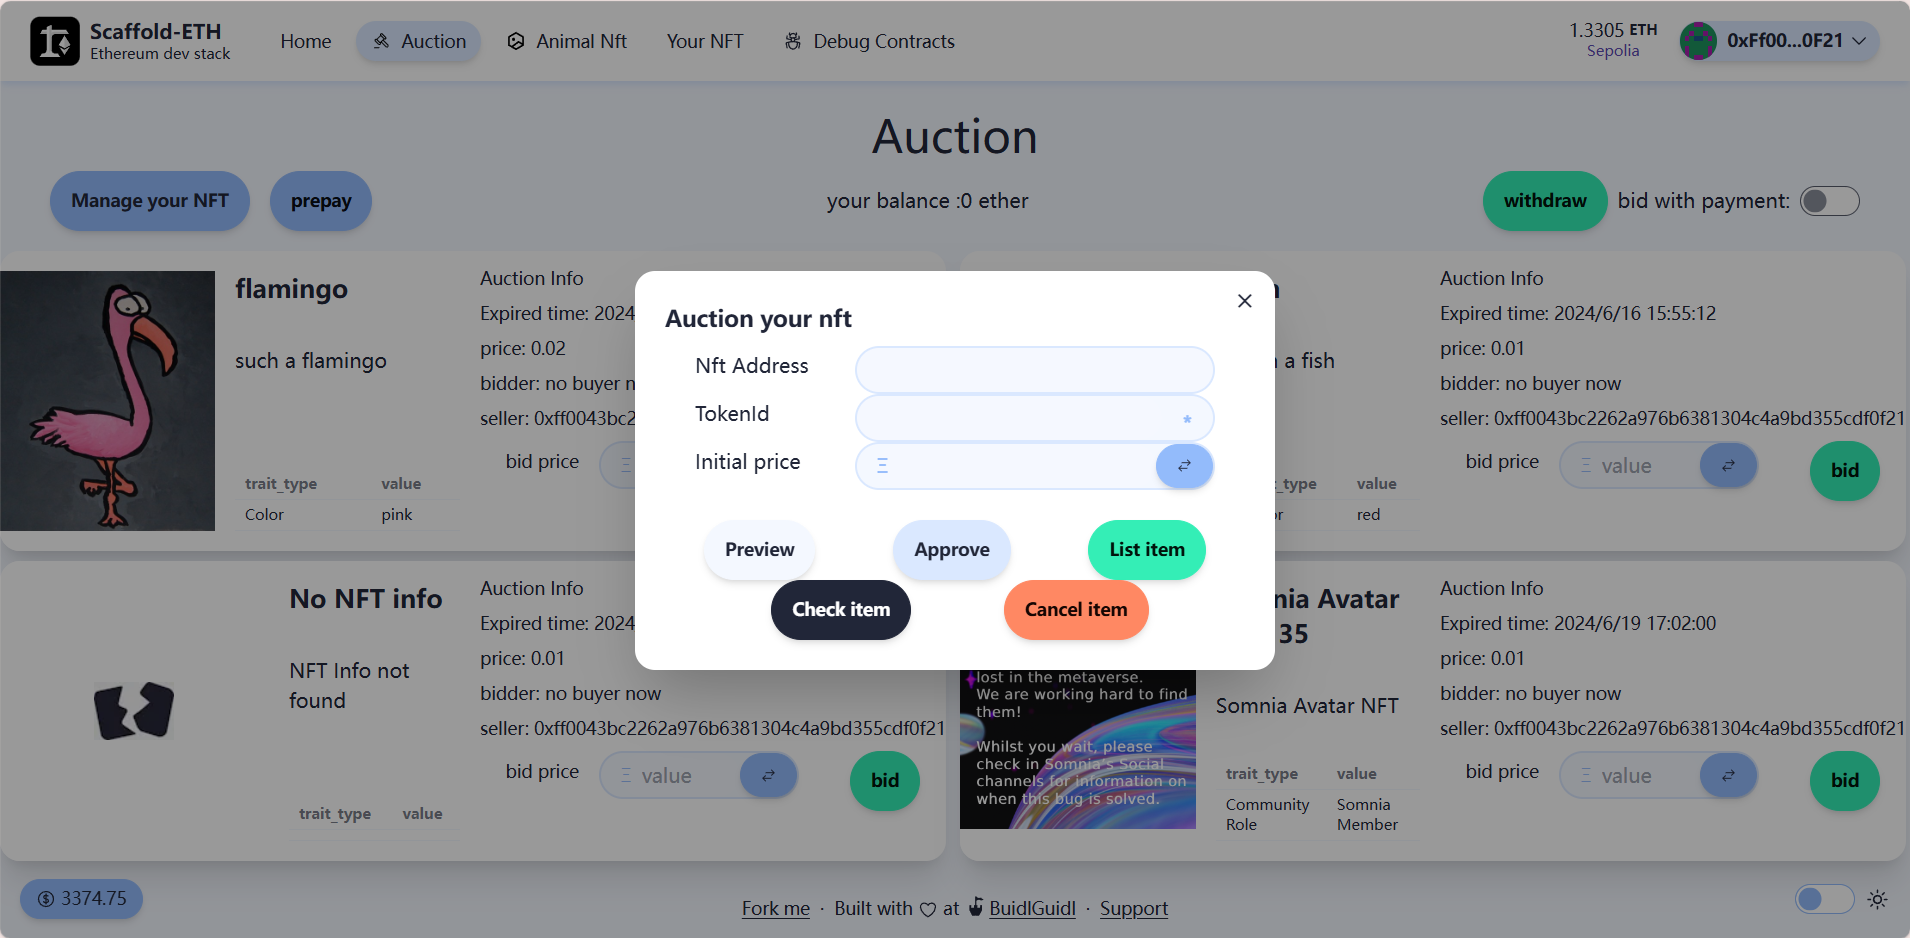 Scaffold-ETH
Ethereum dev stack
Home
Auction
Animal Nft
Your NFT
Debug Contracts
1.3305 ETH
Sepolia
0xFf00...0F21
Auction
Manage your NFT
prepay
your balance :0 ether
withdraw
bid with payment:
flamingo
such a flamingo
trait_type value
Color pink
Auction Info
Expired time: 2024
price: 0.02
bidder: no buyer n
seller: 0xff0043bc2
bid price
Auction your nft
Nft Address
TokenId
*
Initial price
Ξ
Preview
Approve
List item
Check item
Cancel item
a fish
_type value
or red
Auction Info
Expired time: 2024/6/16 15:55:12
price: 0.01
bidder: no buyer now
seller: 0xff0043bc2262a976b6381304c4a9bd355cdf0f21
bid price
Ξ value
bid
No NFT info
NFT Info not
found
trait_type value
Auction Info
Expired time: 2024
price: 0.01
bidder: no buyer now
seller: 0xff0043bc2262a976b6381304c4a9bd355cdf0f21
bid price
Ξ value
bid
lost in the metaverse.
We are working hard to find
them!
Whilst you wait, please
check in Somnia's Social
channels for information on
when this bug is solved.
nia Avatar
35
Somnia Avatar NFT
trait_type value
Community Somnia
Role Member
Auction Info
Expired time: 2024/6/19 17:02:00
price: 0.01
bidder: no buyer now
seller: 0xff0043bc2262a976b6381304c4a9bd355cdf0f21
bid price
Ξ value
bid
3374.75
Fork me · Built with ♡ at BuidlGuidl · Support